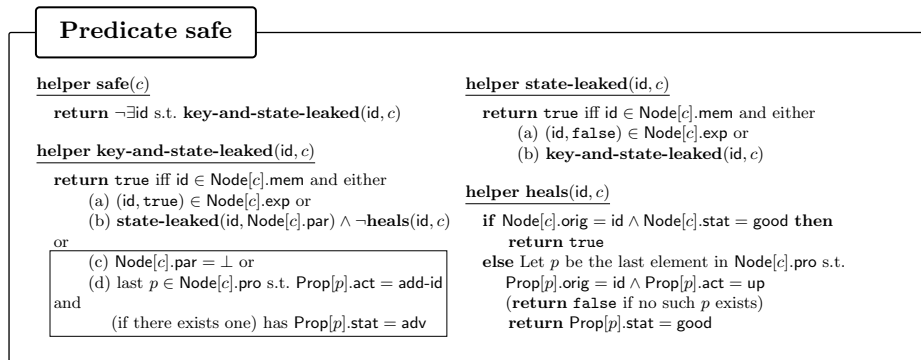 Predicate safe
helper safe(c)
return ¬∃id s.t. key-and-state-leaked(id, c)
helper key-and-state-leaked(id, c)
return true iff id ∈ Node[c].mem and either
(a) (id, true) ∈ Node[c].exp or
(b) state-leaked(id, Node[c].par) ∧ ¬heals(id, c)
or
(c) Node[c].par = ⊥ or
(d) last p ∈ Node[c].pro s.t. Prop[p].act = add-id
and
(if there exists one) has Prop[p].stat = adv
helper state-leaked(id, c)
return true iff id ∈ Node[c].mem and either
(a) (id, false) ∈ Node[c].exp or
(b) key-and-state-leaked(id, c)
helper heals(id, c)
if Node[c].orig = id ∧ Node[c].stat = good then
return true
else Let p be the last element in Node[c].pro s.t.
Prop[p].orig = id ∧ Prop[p].act = up
(return false if no such p exists)
return Prop[p].stat = good